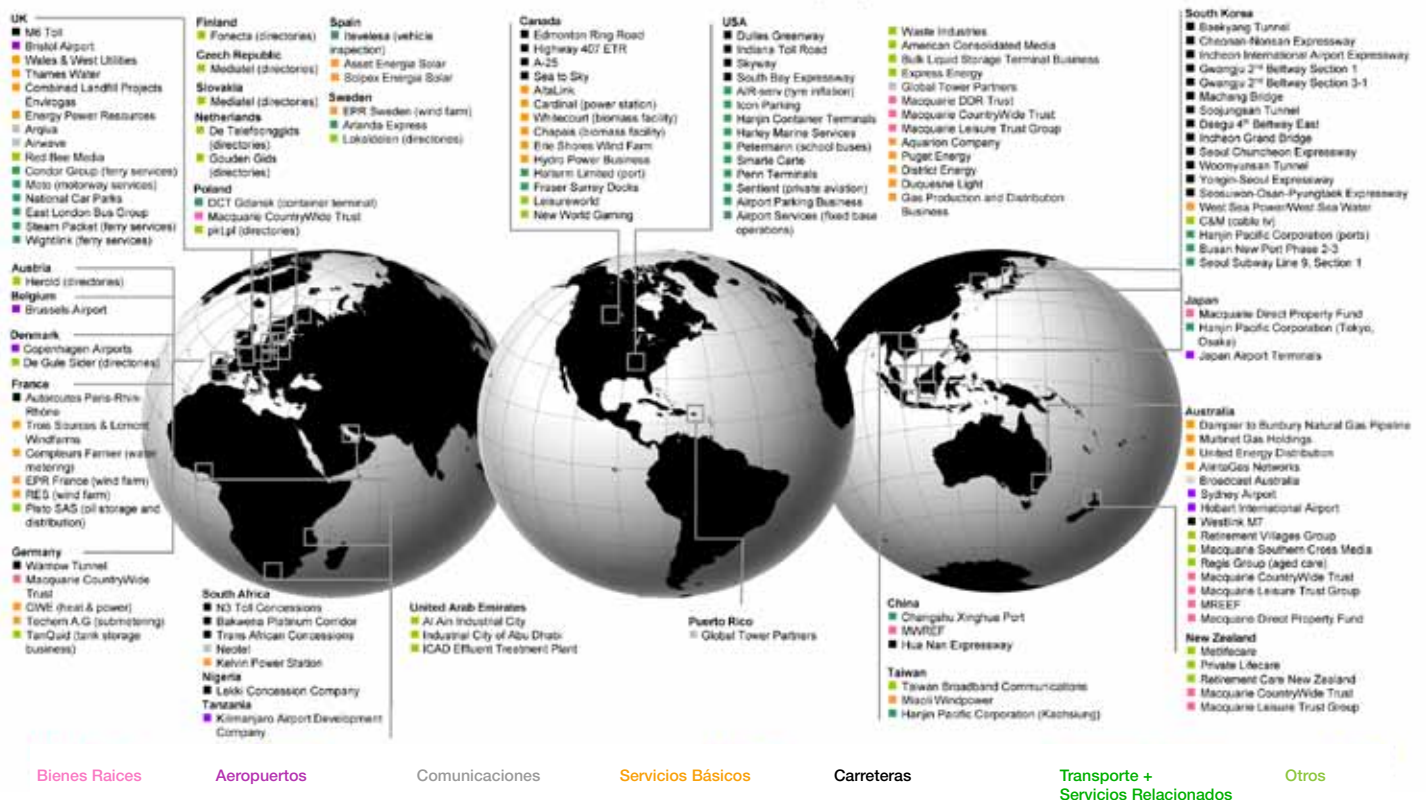 UK
M6 Toll
Bristol Airport
Wales & West Utilities
Thames Water
Combined Landfill Projects
Envirogas
Energy Power Resources
Arqiva
Airwave
Red Bee Media
Condor Group (ferry services)
Moto (motorway services)
National Car Parks
East London Bus Group
Steam Packet (ferry services)
Wightlink (ferry services)
Austria
Herold (directories)
Belgium
Brussels Airport
Denmark
Copenhagen Airports
De Gule Sider (directories)
France
Autoroutes Paris-Rhin-
Rhône
Trois Sources & Lomont
Windfarms
Compteurs Farnier (water
metering)
EPR France (wind farm)
RES (wind farm)
Pisto SAS (oil storage and
distribution)
Germany
Warnow Tunnel
Macquarie CountryWide
Trust
GWE (heat & power)
Techem A.G (submetering)
TanQuid (tank storage
business)
Finland
Fonecta (directories)
Czech Republic
Mediatel (directories)
Slovakia
Mediatel (directories)
Netherlands
De Telefoongids
(directories)
Gouden Gids
(directories)
Poland
DCT Gdansk (container terminal)
Macquarie CountryWide Trust
pkt.pl (directories)
Spain
Itevelesa (vehicle
inspection)
Asset Energia Solar
Solpex Energia Solar
Sweden
EPR Sweden (wind farm)
Arlanda Express
Lokaldelen (directories)
Canada
Edmonton Ring Road
Highway 407 ETR
A-25
Sea to Sky
AltaLink
Cardinal (power station)
Whitecourt (biomass facility)
Chapais (biomass facility)
Erie Shores Wind Farm
Hydro Power Business
Halterm Limited (port)
Fraser Surrey Docks
Leisureworld
New World Gaming
USA
Dulles Greenway
Indiana Toll Road
Skyway
South Bay Expressway
AIR-serv (tyre inflation)
Icon Parking
Hanjin Container Terminals
Harley Marine Services
Petermann (school buses)
Smarte Carte
Penn Terminals
Sentient (private aviation)
Airport Parking Business
Airport Services (fixed base
operations)
Waste Industries
American Consolidated Media
Bulk Liquid Storage Terminal Business
Express Energy
Global Tower Partners
Macquarie DDR Trust
Macquarie CountryWide Trust
Macquarie Leisure Trust Group
Aquarion Company
Puget Energy
District Energy
Duquesne Light
Gas Production and Distribution
Business
South Korea
Baekyang Tunnel
Cheonan-Nonsan Expressway
Incheon International Airport Expressway
Gwangju 2nd Beltway Section 1
Gwangju 2nd Beltway Section 3-1
Machang Bridge
Soojungsan Tunnel
Daegu 4th Beltway East
Incheon Grand Bridge
Seoul Chuncheon Expressway
Woomyunsan Tunnel
Yongin-Seoul Expressway
Seosuwon-Osan-Pyungtaek Expressway
West Sea Power/West Sea Water
C&M (cable tv)
Hanjin Pacific Corporation (ports)
Busan New Port Phase 2-3
Seoul Subway Line 9, Section 1
Japan
Macquarie Direct Property Fund
Hanjin Pacific Corporation (Tokyo,
Osaka)
Japan Airport Terminals
Australia
Dampier to Bunbury Natural Gas Pipeline
Multinet Gas Holdings
United Energy Distribution
AlintaGas Networks
Broadcast Australia
Sydney Airport
Hobart International Airport
Westlink M7
Retirement Villages Group
Macquarie Southern Cross Media
Regis Group (aged care)
Macquarie CountryWide Trust
Macquarie Leisure Trust Group
MREEF
Macquarie Direct Property Fund
New Zealand
Metlifecare
Private Lifecare
Retirement Care New Zealand
Macquarie CountryWide Trust
Macquarie Leisure Trust Group
South Africa
N3 Toll Concessions
Bakwena Platinum Corridor
Trans African Concessions
Neotel
Kelvin Power Station
Nigeria
Lekki Concession Company
Tanzania
Kilimanjaro Airport Development
Company
United Arab Emirates
Al Ain Industrial City
Industrial City of Abu Dhabi
ICAD Effluent Treatment Plant
Puerto Rico
Global Tower Partners
China
Changshu Xinghua Port
MWREF
Hua Nan Expressway
Taiwan
Taiwan Broadband Communications
Miaoli Windpower
Hanjin Pacific Corporation (Kaohsiung)
Bienes Raices
Aeropuertos
Comunicaciones
Servicios Básicos
Carreteras
Transporte +
Servicios Relacionados
Otros